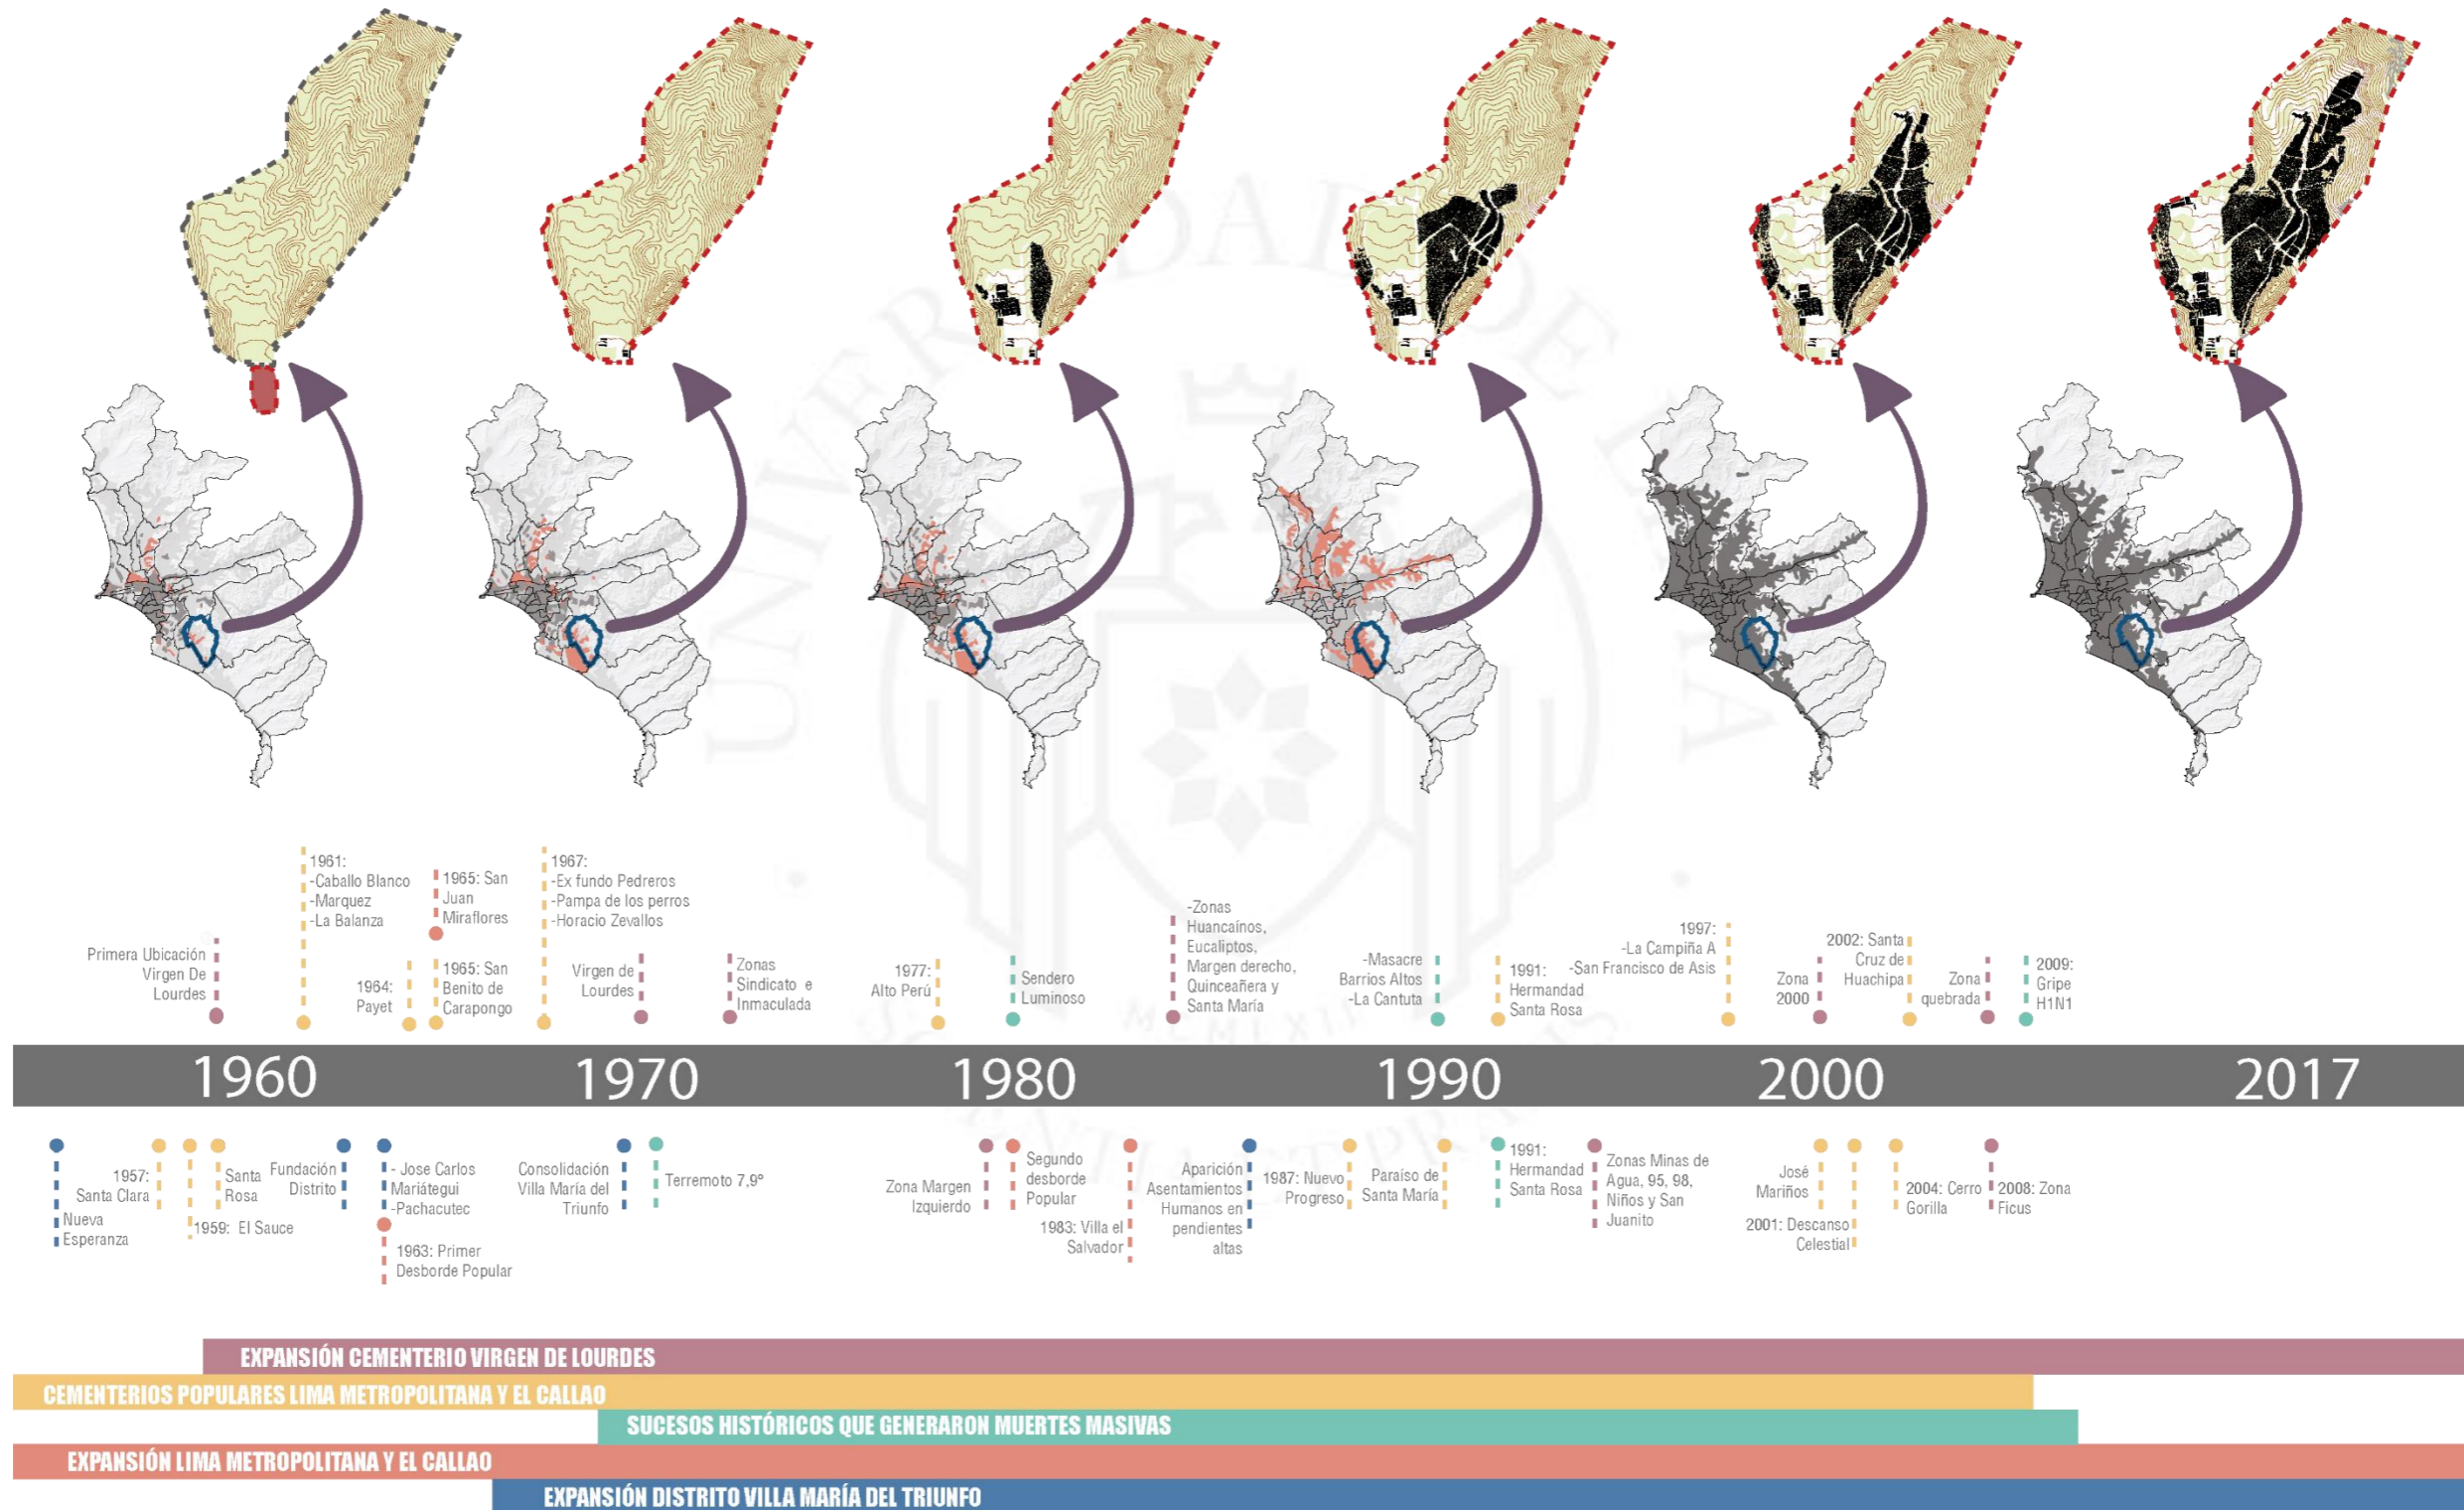 1961:
-Caballo Blanco
-Marquez
-La Balanza
1965: San
Juan
Miraflores
1967:
-Ex fundo Pedreros
-Pampa de los perros
-Horacio Zevallos
Primera Ubicación
Virgen De
Lourdes
1964:
Payet
1965: San
Benito de
Carapongo
Virgen de
Lourdes
Zonas
Sindicato e
Inmaculada
1977:
Alto Perú
Sendero
Luminoso
-Zonas
Huancaínos,
Eucaliptos,
Margen derecho,
Quinceañera y
Santa María
-Masacre
Barrios Altos
-La Cantuta
1991:
Hermandad
Santa Rosa
1997:
-La Campiña A
-San Francisco de Asis
Zona
2000
2002: Santa
Cruz de
Huachipa
Zona
quebrada
2009:
Gripe
H1N1
1960
1970
1980
1990
2000
2017
Nueva
Esperanza
1957:
Santa Clara
1959: El Sauce
Santa
Rosa
Fundación
Distrito
- Jose Carlos
Mariátegui
-Pachacutec
1963: Primer
Desborde Popular
Consolidación
Villa María del
Triunfo
Terremoto 7,9º
Zona Margen
Izquierdo
Segundo
desborde
Popular
1983: Villa el
Salvador
Aparición
Asentamientos
Humanos en
pendientes
altas
1987: Nuevo
Progreso
Paraíso de
Santa María
1991:
Hermandad
Santa Rosa
Zonas Minas de
Agua, 95, 98,
Niños y San
Juanito
José
Mariños
2001: Descanso
Celestial
2004: Cerro
Gorilla
2008: Zona
Ficus
EXPANSIÓN CEMENTERIO VIRGEN DE LOURDES
CEMENTERIOS POPULARES LIMA METROPOLITANA Y EL CALLAO
SUCESOS HISTÓRICOS QUE GENERARON MUERTES MASIVAS
EXPANSIÓN LIMA METROPOLITANA Y EL CALLAO
EXPANSIÓN DISTRITO VILLA MARÍA DEL TRIUNFO
UNIVERSIDAD DE LIMA
MCMLXII